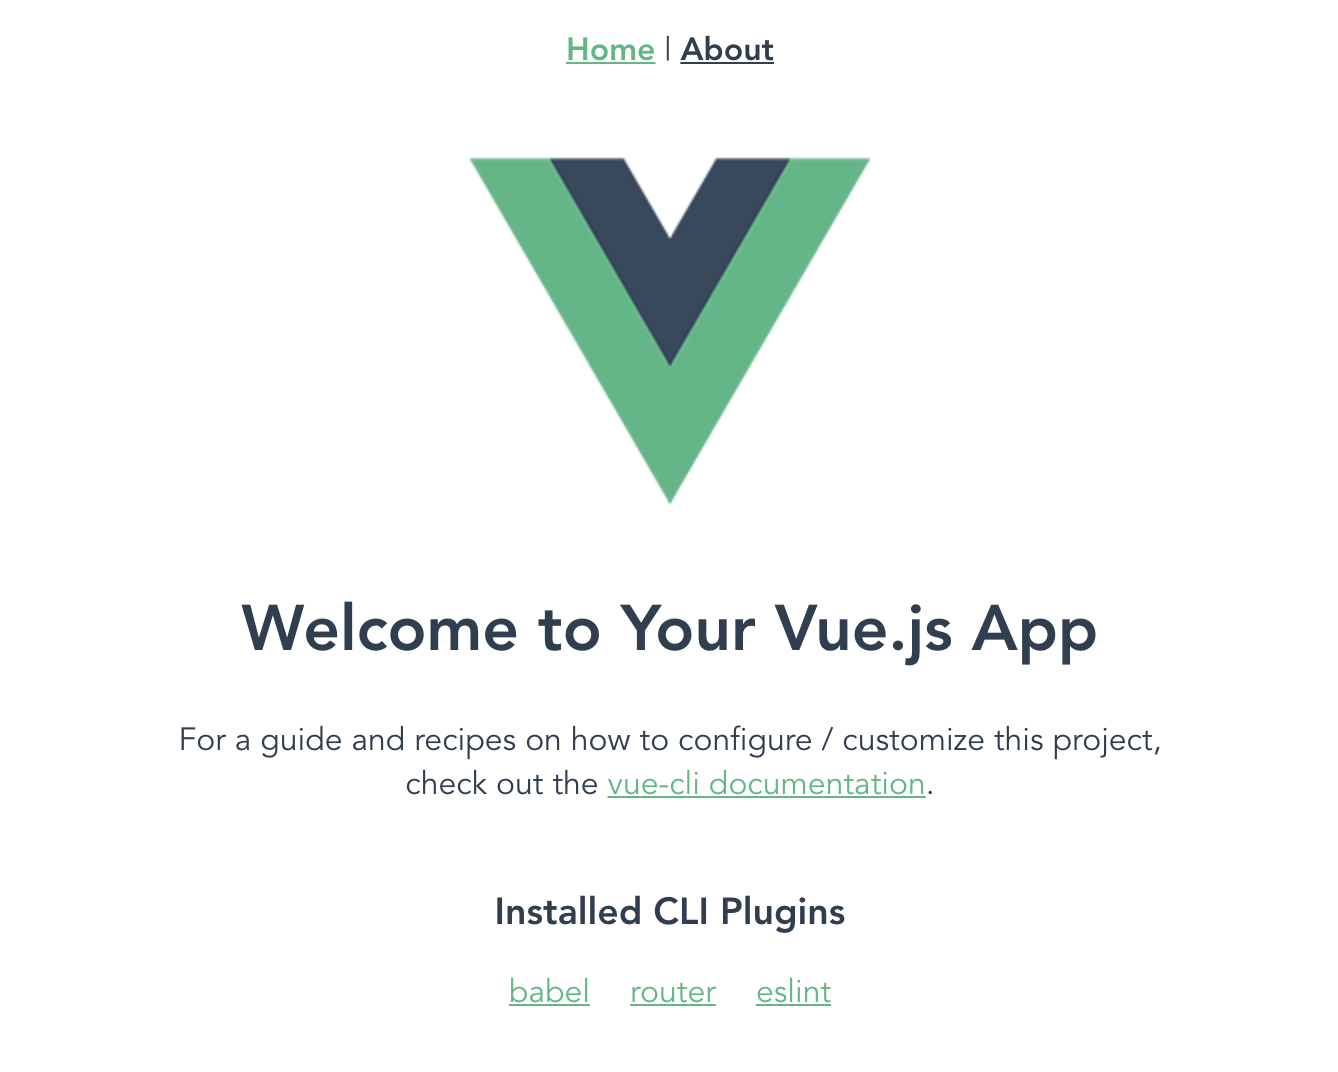 Home | About
Welcome to Your Vue.js App
For a guide and recipes on how to configure / customize this project,
check out the vue-cli documentation.
Installed CLI Plugins
babel router eslint